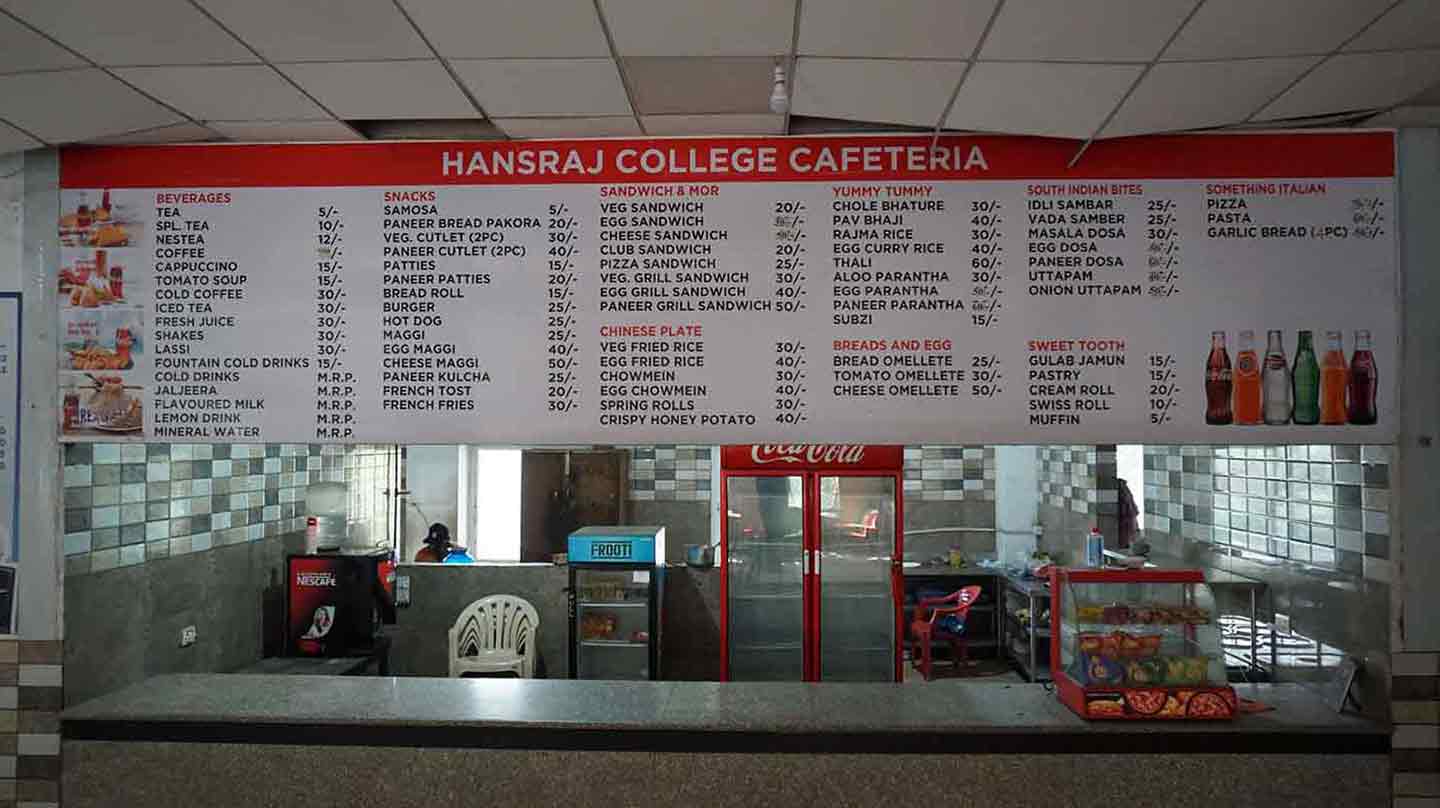 HANSRAJ COLLEGE CAFETERIA
BEVERAGES
TEA 5/-
SPL. TEA 10/-
NESTEA 12/-
COFFEE /-
CAPPUCCINO 15/-
TOMATO SOUP 15/-
COLD COFFEE 30/-
ICED TEA 30/-
FRESH JUICE 30/-
SHAKES 30/-
LASSI 30/-
FOUNTAIN COLD DRINKS 15/-
COLD DRINKS M.R.P.
JALJEERA M.R.P.
FLAVOURED MILK M.R.P.
LEMON DRINK M.R.P.
MINERAL WATER M.R.P.
SNACKS
SAMOSA 5/-
PANEER BREAD PAKORA 20/-
VEG. CUTLET (2PC) 30/-
PANEER CUTLET (2PC) 40/-
PATTIES 15/-
PANEER PATTIES 20/-
BREAD ROLL 15/-
BURGER 25/-
HOT DOG 25/-
MAGGI 25/-
EGG MAGGI 40/-
CHEESE MAGGI 50/-
PANEER KULCHA 25/-
FRENCH TOST 20/-
FRENCH FRIES 30/-
SANDWICH & MOR
VEG SANDWICH 20/-
EGG SANDWICH /-
CHEESE SANDWICH /-
CLUB SANDWICH 20/-
PIZZA SANDWICH 25/-
VEG. GRILL SANDWICH 30/-
EGG GRILL SANDWICH 40/-
PANEER GRILL SANDWICH 50/-
CHINESE PLATE
VEG FRIED RICE 30/-
EGG FRIED RICE 40/-
CHOWMEIN 30/-
EGG CHOWMEIN 40/-
SPRING ROLLS 30/-
CRISPY HONEY POTATO 40/-
YUMMY TUMMY
CHOLE BHATURE 30/-
PAV BHAJI 40/-
RAJMA RICE 30/-
EGG CURRY RICE 40/-
THALI 60/-
ALOO PARANTHA 30/-
EGG PARANTHA /-
PANEER PARANTHA /-
SUBZI 15/-
BREADS AND EGG
BREAD OMELLETE 25/-
TOMATO OMELLETE 30/-
CHEESE OMELLETE 50/-
SOUTH INDIAN BITES
IDLI SAMBAR 25/-
VADA SAMBER 25/-
MASALA DOSA 30/-
EGG DOSA /-
PANEER DOSA /-
UTTAPAM /-
ONION UTTAPAM /-
SWEET TOOTH
GULAB JAMUN 15/-
PASTRY 15/-
CREAM ROLL 20/-
SWISS ROLL 10/-
MUFFIN 5/-
SOMETHING ITALIAN
PIZZA /-
PASTA /-
GARLIC BREAD (4PC) /-
Coca-Cola
FROOTI
NESCAFÉ